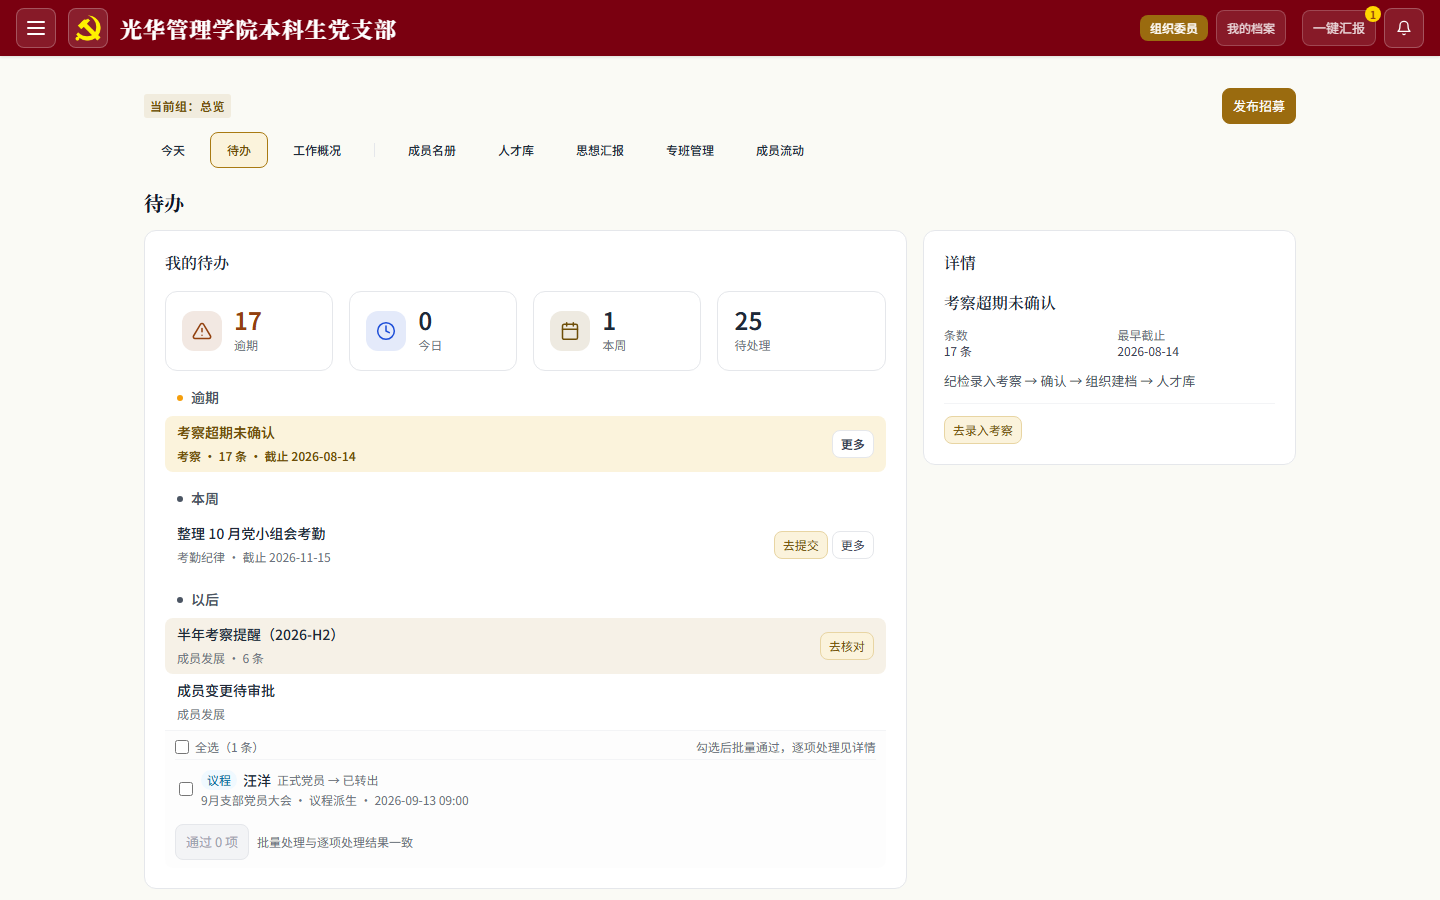 光华管理学院本科生党支部
组织委员
我的档案
一键汇报
1
当前组：总览
发布招募
今天
待办
工作概况
成员名册
人才库
思想汇报
专班管理
成员流动
待办
我的待办
17
逾期
0
今日
1
本周
25
待处理
逾期
考察超期未确认
考察 • 17 条 • 截止 2026-08-14
更多
本周
整理 10 月党小组会考勤
考勤纪律 • 截止 2026-11-15
去提交
更多
以后
半年考察提醒（2026-H2）
成员发展 • 6 条
去核对
成员变更待审批
成员发展
全选（1 条）
勾选后批量通过，逐项处理见详情
议程 汪洋 正式党员 → 已转出
9月支部党员大会 • 议程派生 • 2026-09-13 09:00
通过 0 项
批量处理与逐项处理结果一致
详情
考察超期未确认
条数
17 条
最早截止
2026-08-14
纪检录入考察 → 确认 → 组织建档 → 人才库
去录入考察